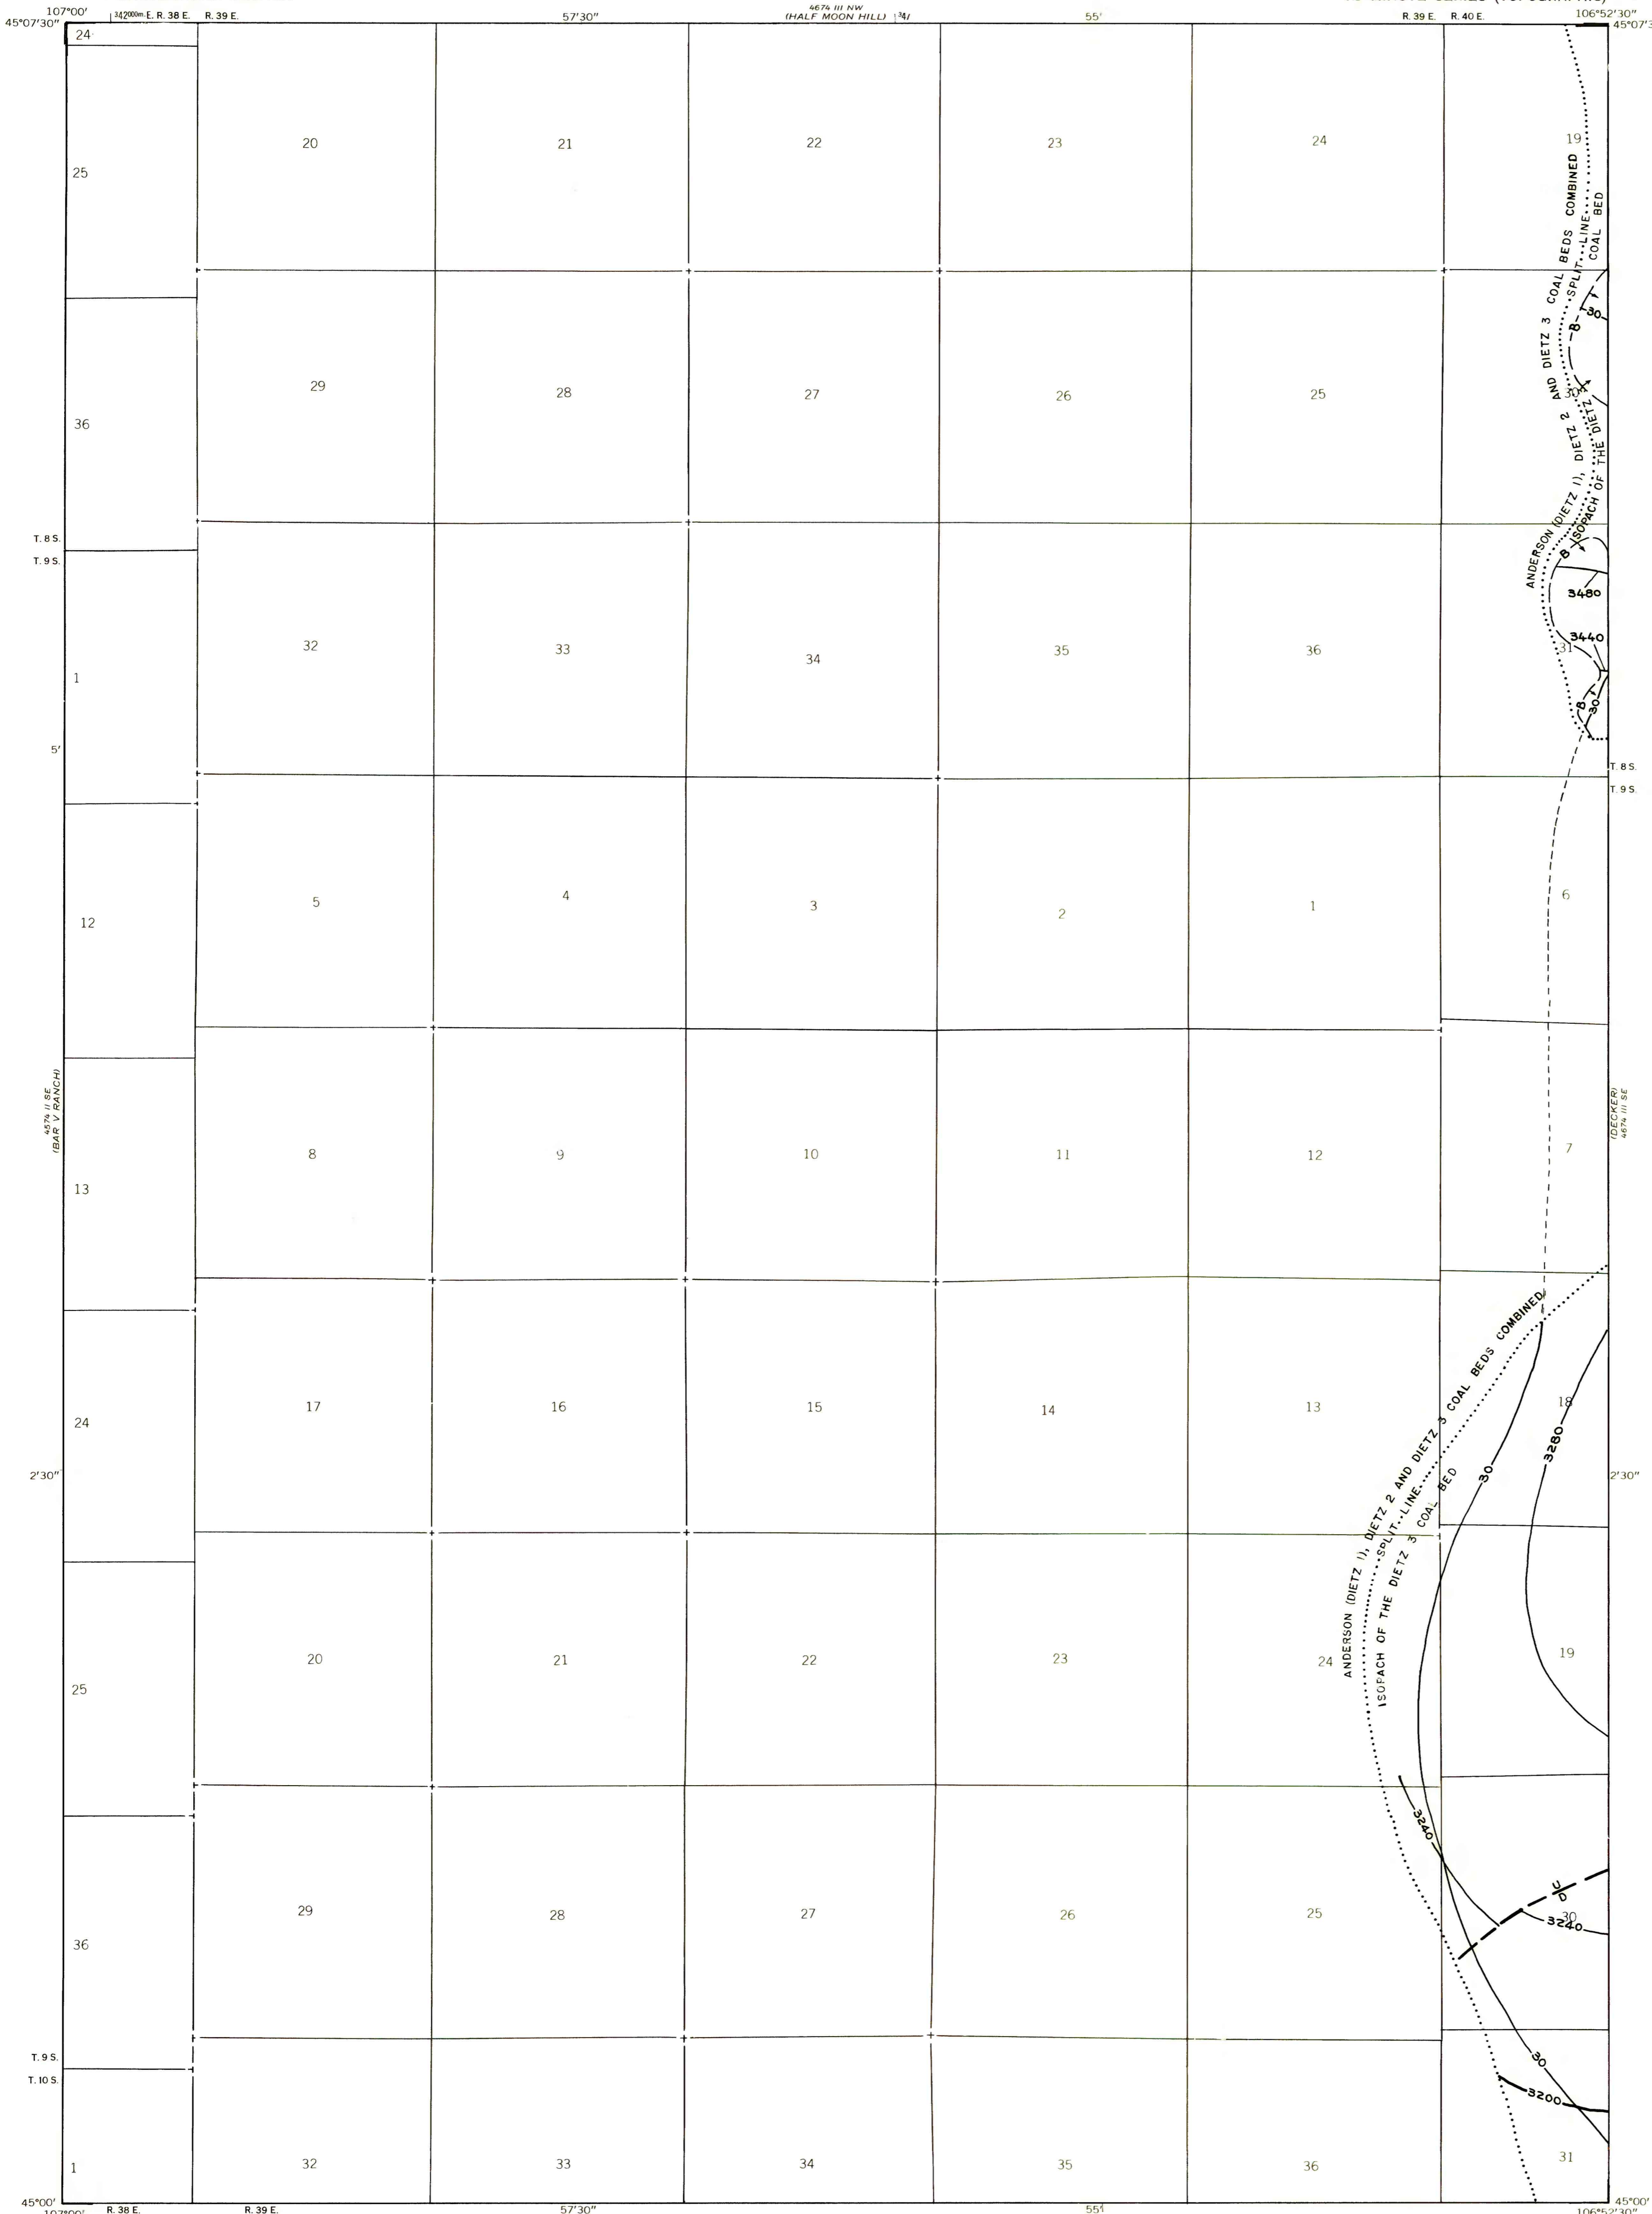 107°00'
342000m. E. R. 38 E. R. 39 E.
57'30"
4674 III NW
(HALF MOON HILL)
55'
R. 39 E. R. 40 E.
106°52'30"
45°07'30"
24
20 21 22 23 24 19
25
ANDERSON (DIETZ 1), DIETZ 2 AND DIETZ 3 COAL BEDS COMBINED
SPLIT LINE
ISOPACH OF THE DIETZ COAL BED
B
30
29 28 27 26 25 30
36
T. 8 S.
T. 9 S.
B
3480
3440
32 33 34 35 36 31
1
B
30
5'
T. 8 S.
T. 9 S.
5 4 3 2 1 6
12
4574 II SE
(BAR V RANCH)
(DECKER)
4674 III SE
8 9 10 11 12 7
13
ANDERSON (DIETZ 1), DIETZ 2 AND DIETZ 3 COAL BEDS COMBINED
SPLIT LINE
ISOPACH OF THE DIETZ 3 COAL BED
17 16 15 14 13 18
24
3280
30
2'30"
2'30"
20 21 22 23 24 19
25
3240
U
D
29 28 27 26 25 30
3240
36
T. 9 S.
T. 10 S.
30
3200
32 33 34 35 36 31
1
45°00'
45°00'
R. 38 E. R. 39 E.
57'30"
55'
106°52'30"